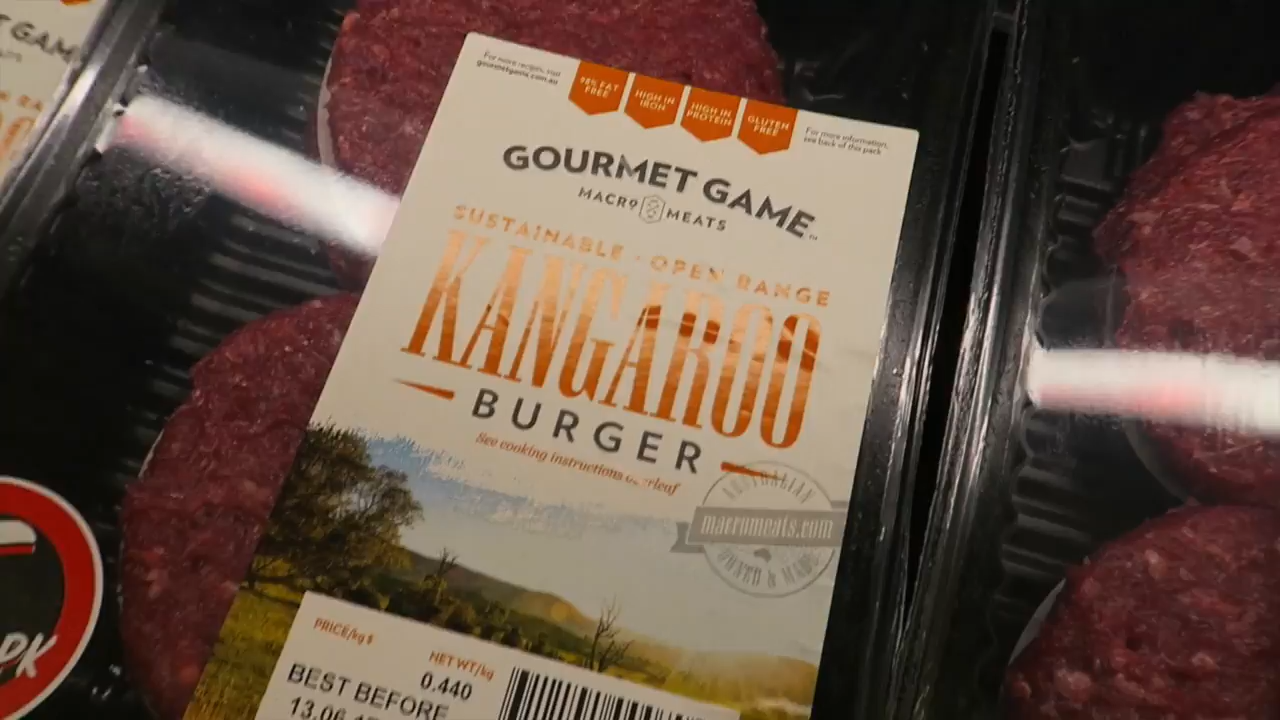 For more recipes, visit
gourmetgame.com.au
98% FAT
FREE
HIGH IN
IRON
HIGH IN
PROTEIN
GLUTEN
FREE
For more information,
see back of this pack
GOURMET GAME™
MACRO MEATS
SUSTAINABLE · OPEN RANGE
KANGAROO
BURGER
See cooking instructions overleaf
AUSTRALIAN
macromeats.com
OWNED & MADE
PRICE/kg $
NET WT/kg
0.440
BEST BEFORE